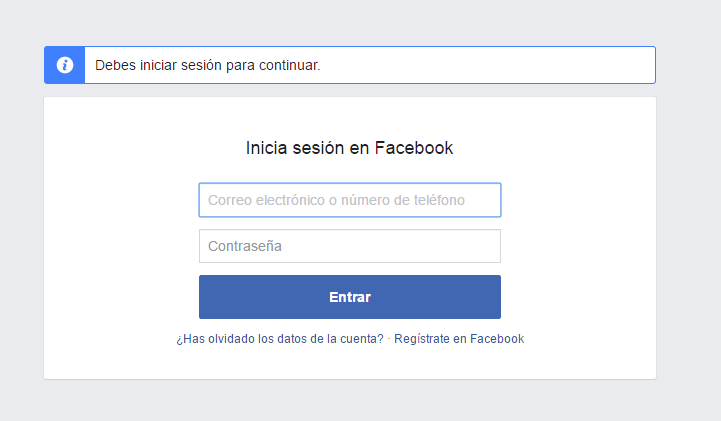 Debes iniciar sesión para continuar.
Inicia sesión en Facebook
Correo electrónico o número de teléfono
Contraseña
Entrar
¿Has olvidado los datos de la cuenta? · Regístrate en Facebook